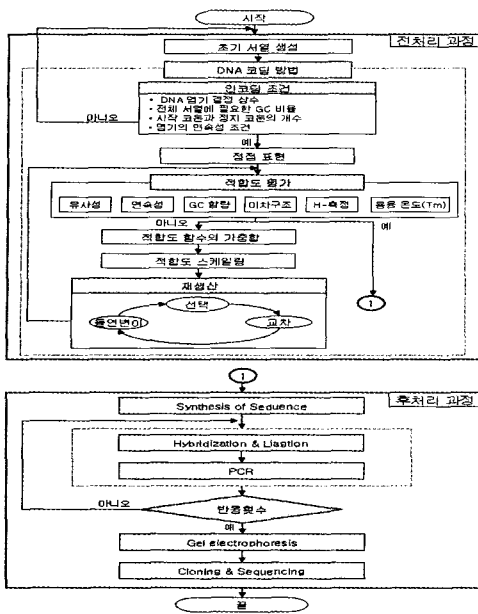 시작
전처리 과정
초기 서열 생성
DNA 코딩 방법
인코딩 조건
• DNA 염기 결정 상수
• 전체 서열에 필요한 GC 비율
• 시작 코돈과 정지 코돈의 개수
• 염기의 연속성 조건
아니오
예
정점 표현
적합도 평가
유사성
연속성
GC 함량
이차구조
H-측정
용융 온도(Tm)
아니오
예
적합도 함수의 가중합
적합도 스케일링
재생산
선택
돌연변이
교차
1
1
후처리 과정
Synthesis of Sequence
Hybridization & Ligation
PCR
아니오
반응횟수
예
Gel electrophoresis
Cloning & Sequencing
끝